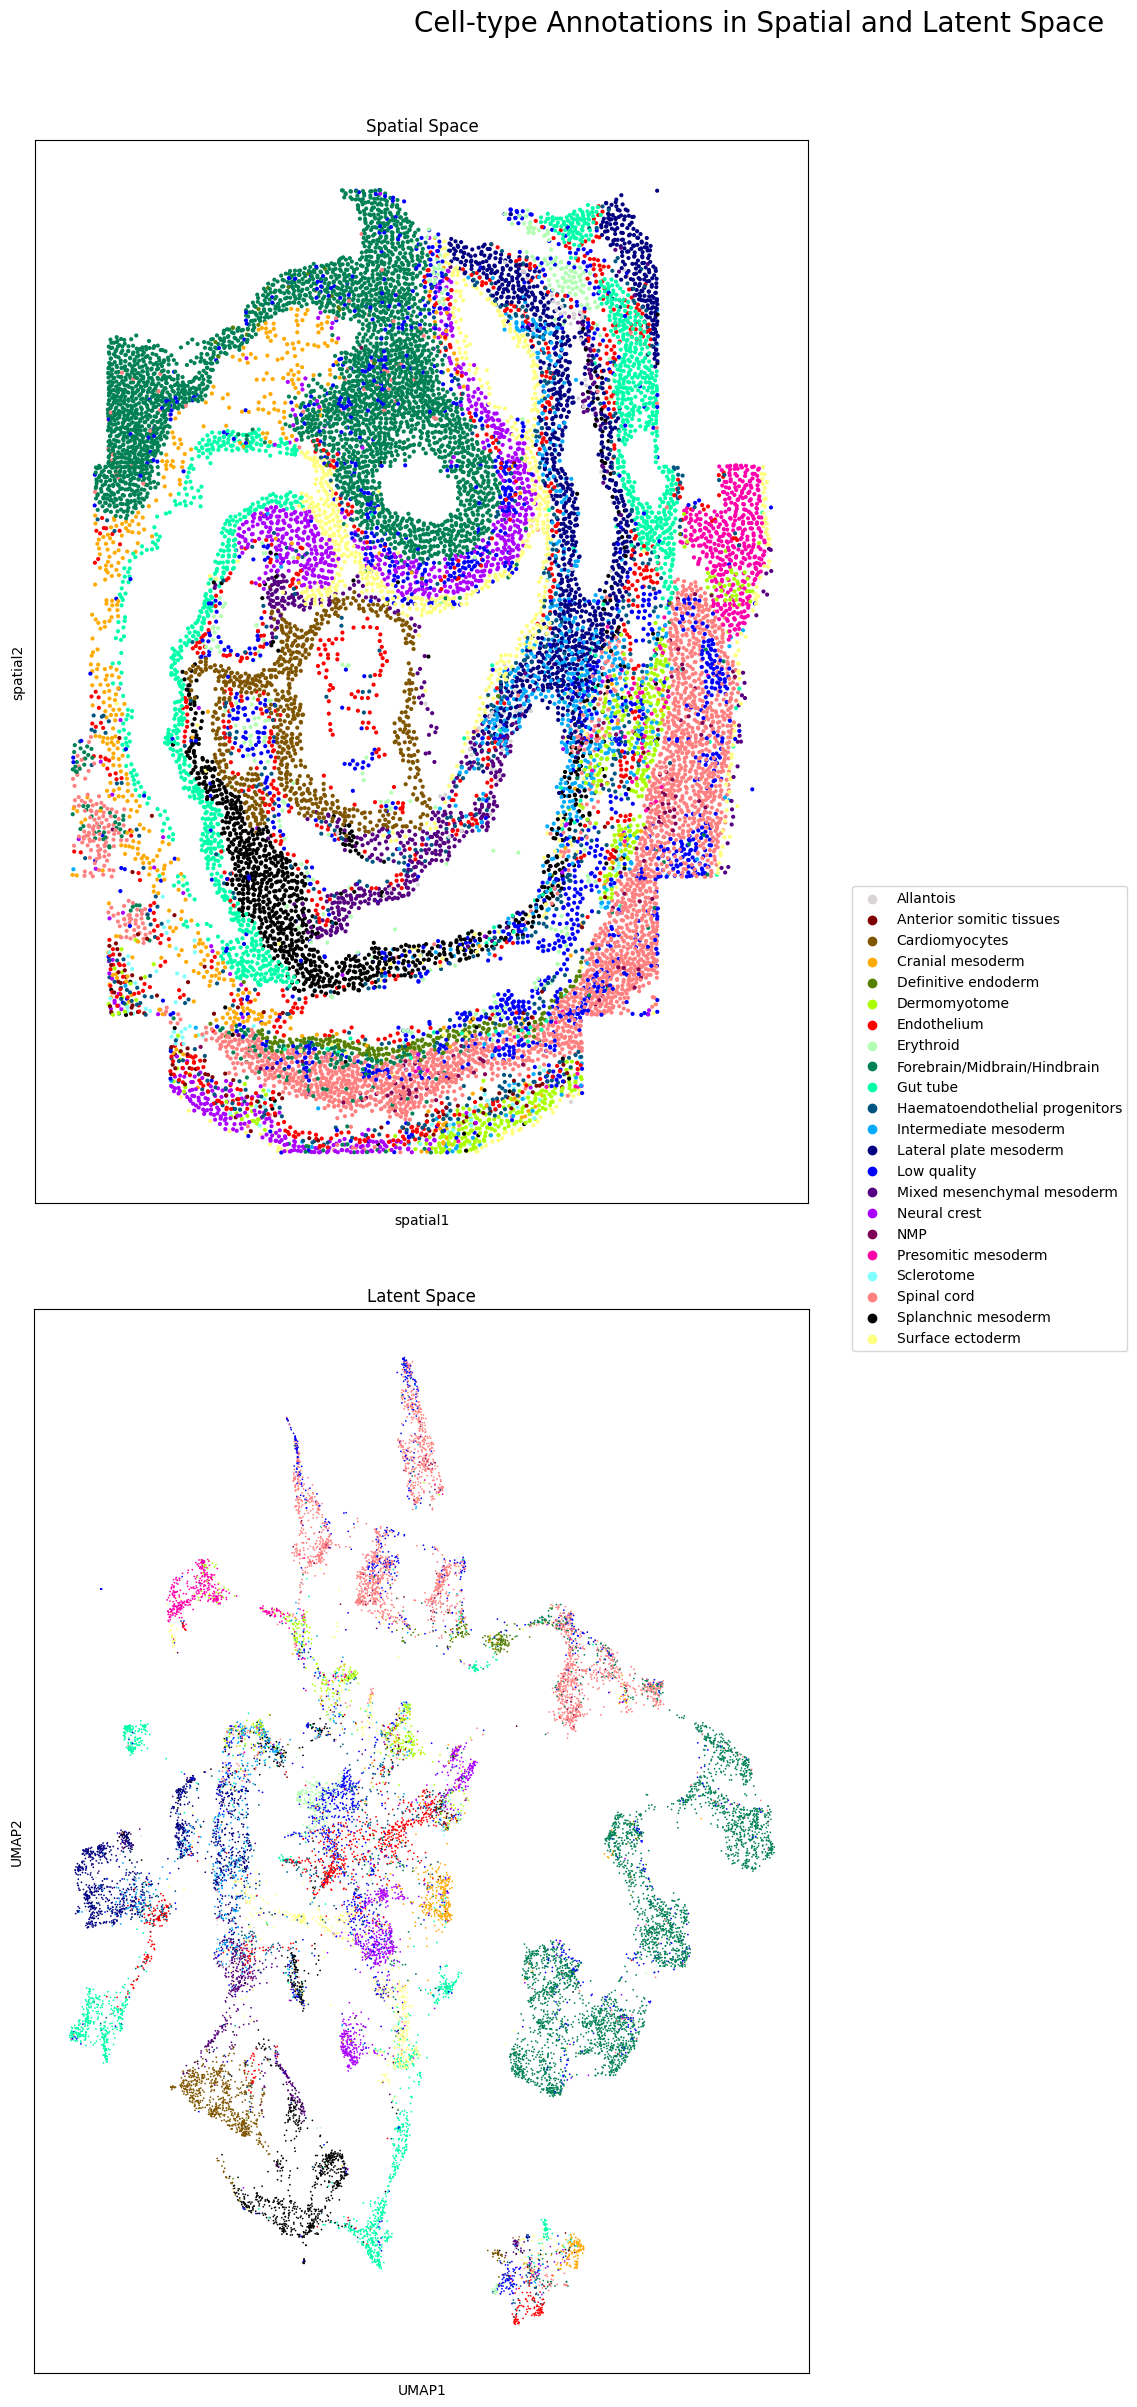 Cell-type Annotations in Spatial and Latent Space
Spatial Space
spatial2
spatial1
Allantois
Anterior somitic tissues
Cardiomyocytes
Cranial mesoderm
Definitive endoderm
Dermomyotome
Endothelium
Erythroid
Forebrain/Midbrain/Hindbrain
Gut tube
Haematoendothelial progenitors
Intermediate mesoderm
Lateral plate mesoderm
Low quality
Mixed mesenchymal mesoderm
Neural crest
NMP
Presomitic mesoderm
Sclerotome
Spinal cord
Splanchnic mesoderm
Surface ectoderm
Latent Space
UMAP2
UMAP1